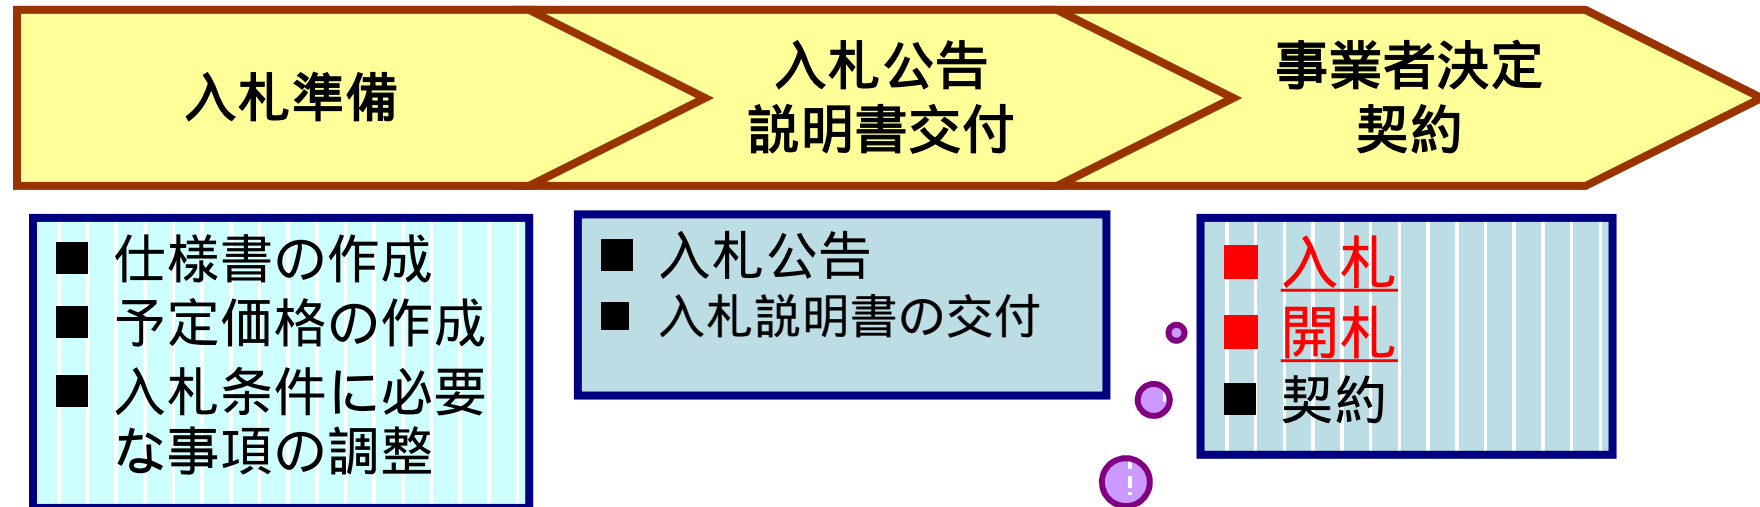 入札準備
入札公告
説明書交付
事業者決定
契約
■ 仕様書の作成
■ 予定価格の作成
■ 入札条件に必要
な事項の調整
■ 入札公告
■ 入札説明書の交付
■ 入札
■ 開札
■ 契約